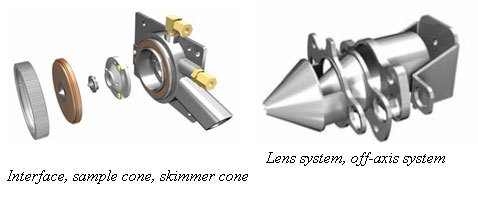 Lens system, off-axis system
Interface, sample cone, skimmer cone